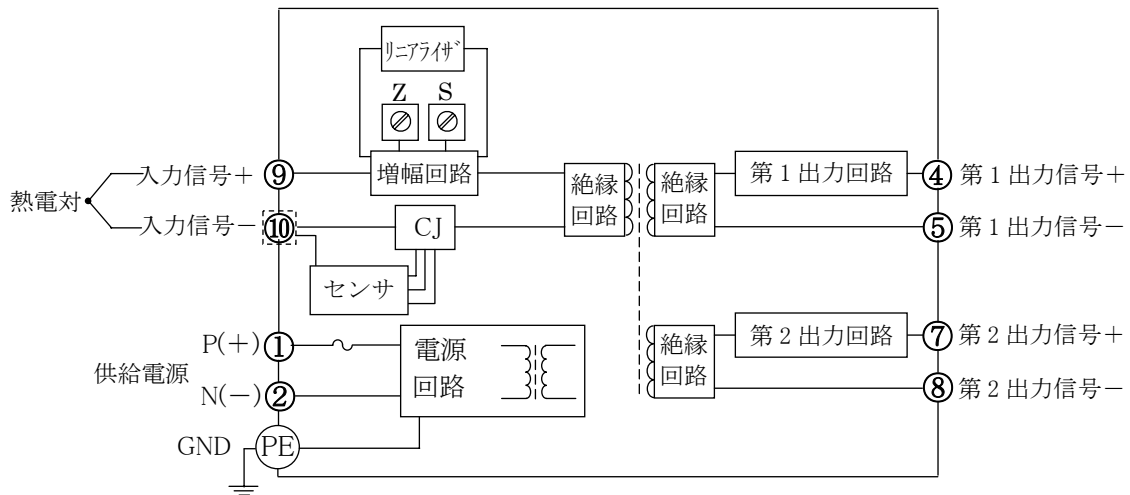 リニアライザ
Z S
熱電対
入力信号+ ⑨
増幅回路
入力信号- ⑩
CJ
センサ
絶縁
回路
絶縁
回路
第1出力回路
④ 第1出力信号+
⑤ 第1出力信号-
供給電源
P(+) ①
N(-) ②
GND PE
電源
回路
絶縁
回路
第2出力回路
⑦ 第2出力信号+
⑧ 第2出力信号-